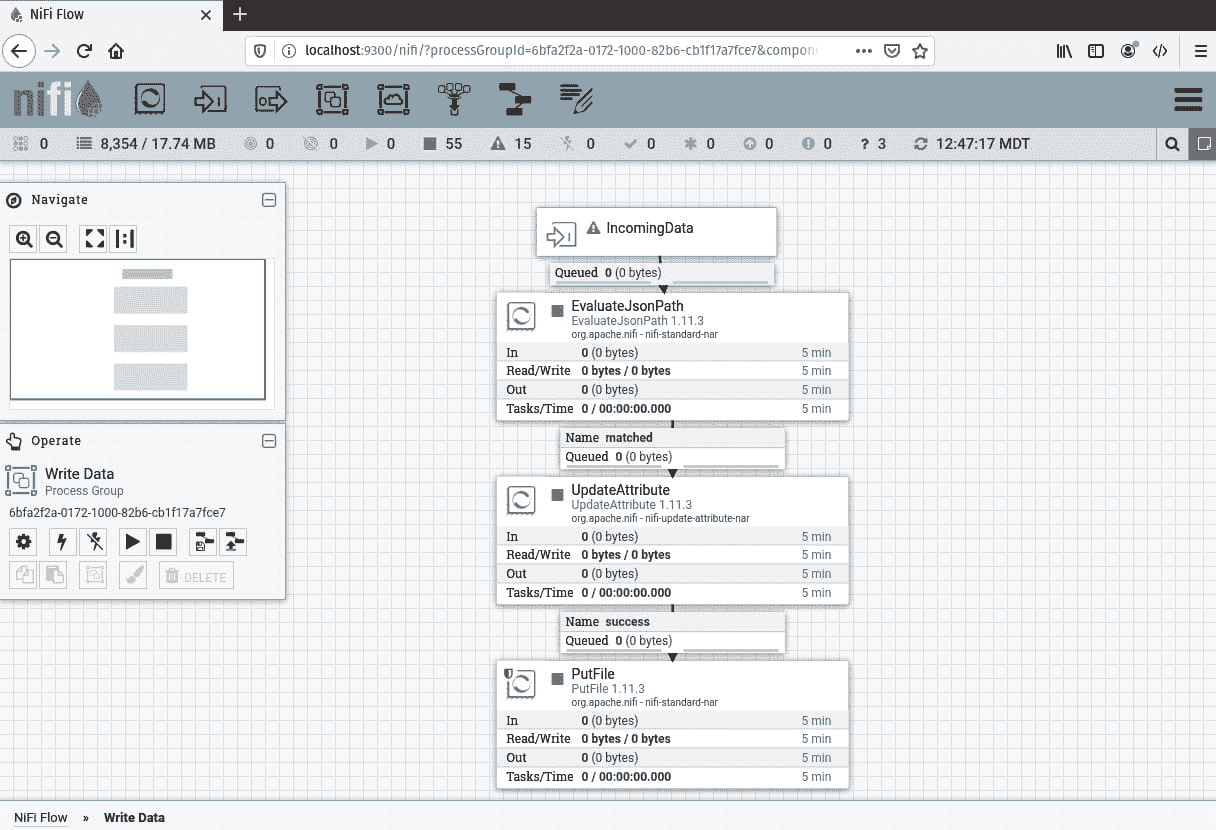 NiFi Flow
localhost:9300/nifi/?processGroupId=6bfa2f2a-0172-1000-82b6-cb1f17a7fce7&compon
nifi
0 8,354 / 17.74 MB 0 0 0 55 15 0 0 0 0 0 ? 3 12:47:17 MDT
Navigate
Operate
Write Data
Process Group
6bfa2f2a-0172-1000-82b6-cb1f17a7fce7
DELETE
IncomingData
Queued 0 (0 bytes)
EvaluateJsonPath
EvaluateJsonPath 1.11.3
org.apache.nifi - nifi-standard-nar
In 0 (0 bytes) 5 min
Read/Write 0 bytes / 0 bytes 5 min
Out 0 (0 bytes) 5 min
Tasks/Time 0 / 00:00:00.000 5 min
Name matched
Queued 0 (0 bytes)
UpdateAttribute
UpdateAttribute 1.11.3
org.apache.nifi - nifi-update-attribute-nar
In 0 (0 bytes) 5 min
Read/Write 0 bytes / 0 bytes 5 min
Out 0 (0 bytes) 5 min
Tasks/Time 0 / 00:00:00.000 5 min
Name success
Queued 0 (0 bytes)
PutFile
PutFile 1.11.3
org.apache.nifi - nifi-standard-nar
In 0 (0 bytes) 5 min
Read/Write 0 bytes / 0 bytes 5 min
Out 0 (0 bytes) 5 min
Tasks/Time 0 / 00:00:00.000 5 min
NiFi Flow » Write Data